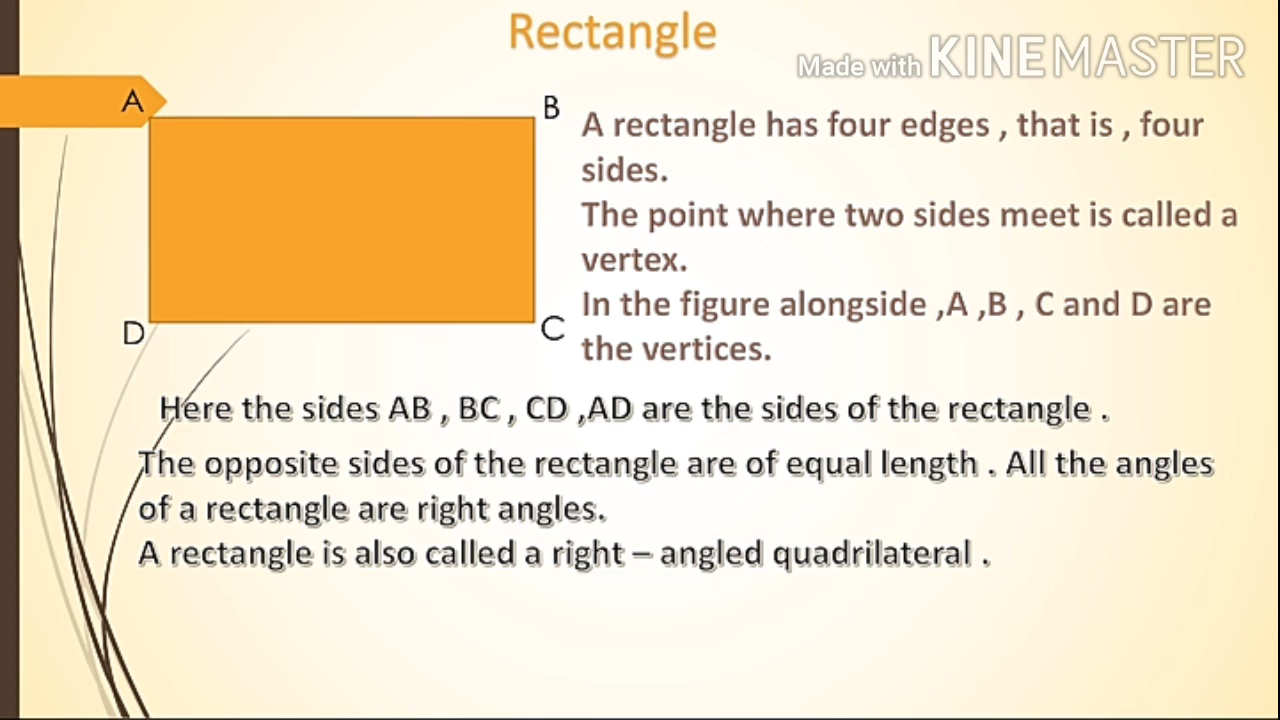 Rectangle
Made with KINEMASTER
A
B
A rectangle has four edges , that is , four
sides.
The point where two sides meet is called a
vertex.
In the figure alongside ,A ,B , C and D are
the vertices.
D
C
Here the sides AB , BC , CD ,AD are the sides of the rectangle .
The opposite sides of the rectangle are of equal length . All the angles
of a rectangle are right angles.
A rectangle is also called a right – angled quadrilateral .